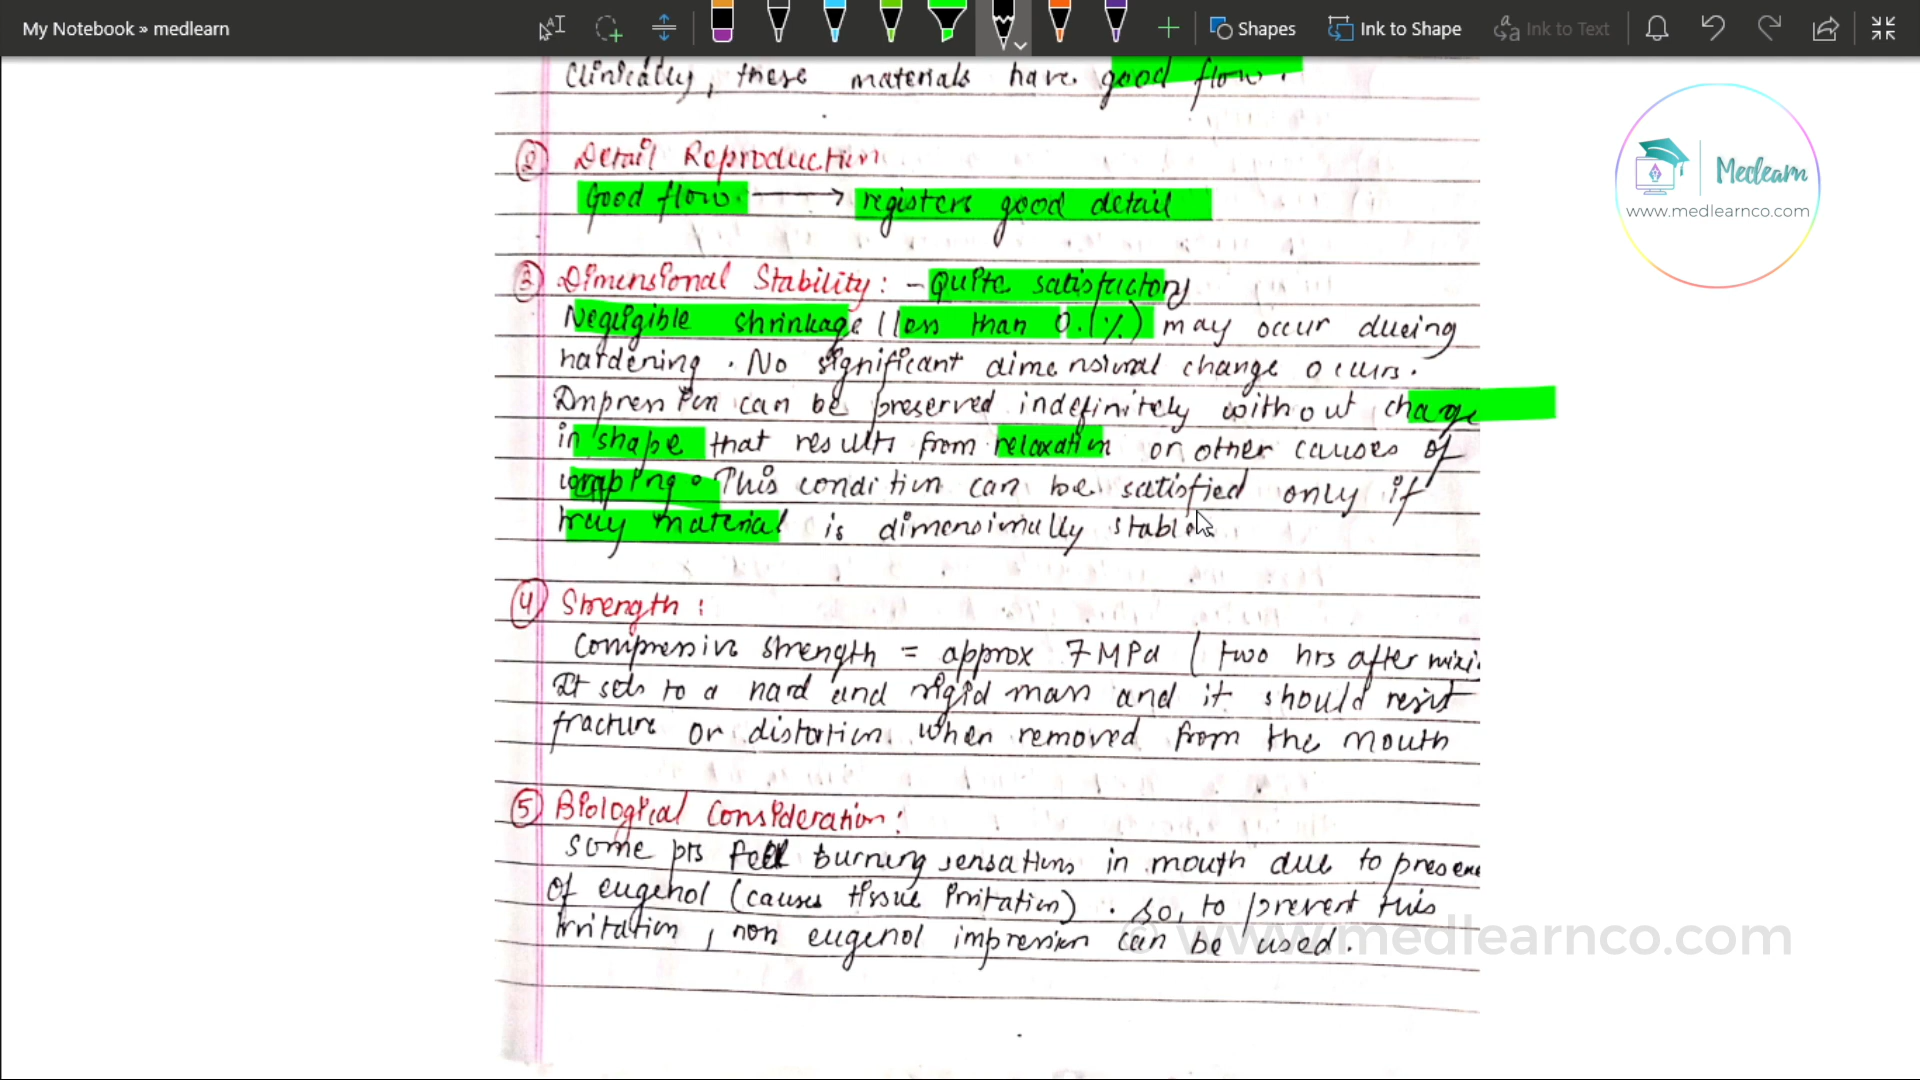 My Notebook » medlearn
Shapes
Ink to Shape
Ink to Text
Clinically, these materials have good flow.
② Detail Reproduction
Good flow. → registers good detail
③ Dimensional Stability: - Quite satisfactory
Negligible shrinkage (less than 0.1%) may occur during
hardening. No significant dimensional change occurs.
Impression can be preserved indefinitely without change
in shape that results from relaxation or other causes of
wrapping. This condition can be satisfied only if
tray material is dimensionally stable.
④ Strength:
Compressive strength = approx 7 MPa (two hrs after mixi
It sets to a hard and rigid mass and it should resist
fracture or distortion when removed from the mouth
⑤ Biological Consideration:
Some pts feel burning sensations in mouth due to presenc
of eugenol (causes tissue irritation). So, to prevent this
irritation, non eugenol impression can be used.
Medlearn
www.medlearnco.com
© www.medlearnco.com